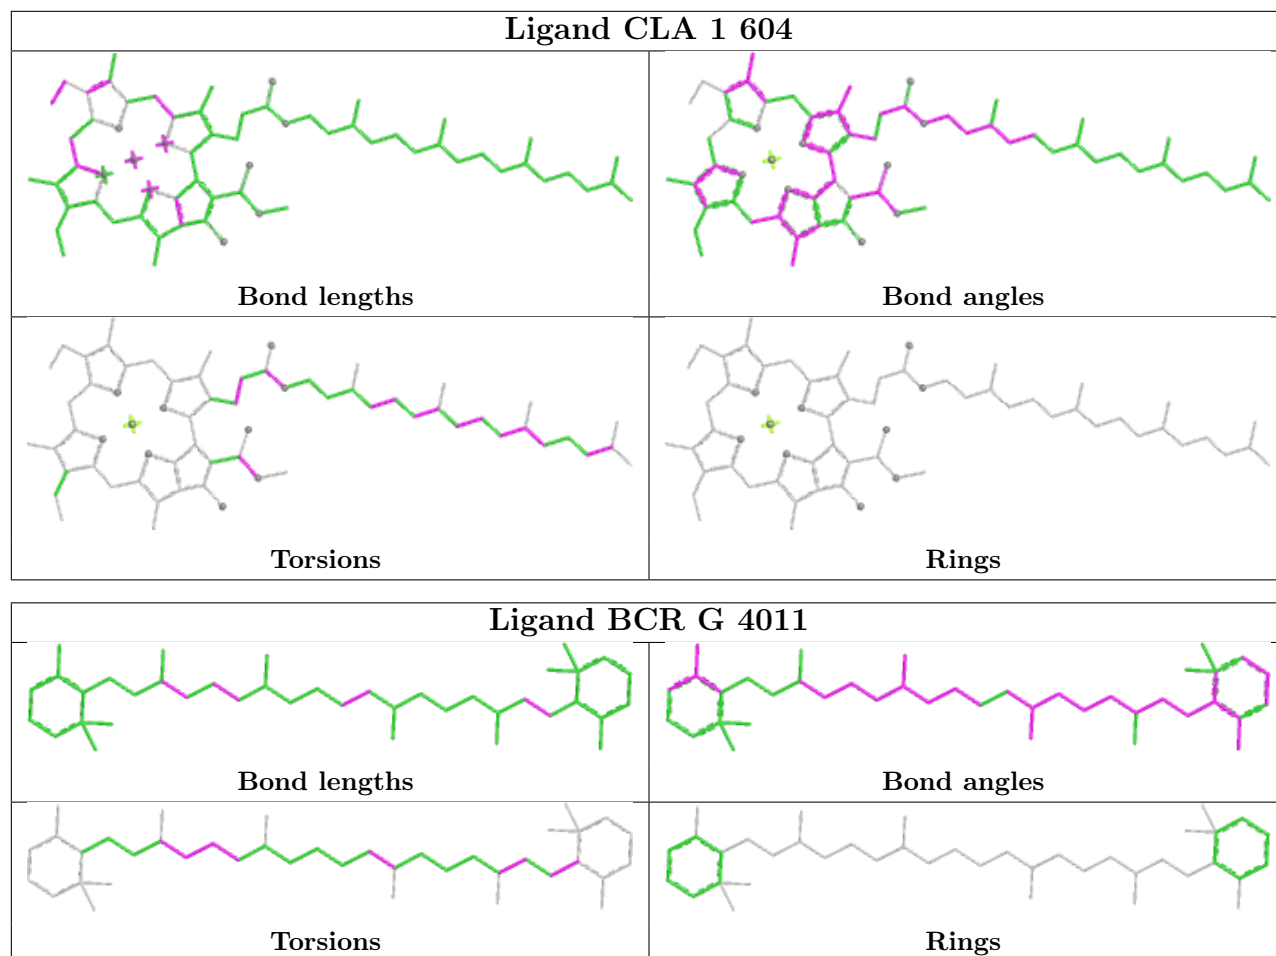 Ligand CLA 1 604
Bond lengths
Bond angles
Torsions
Rings
Ligand BCR G 4011
Bond lengths
Bond angles
Torsions
Rings